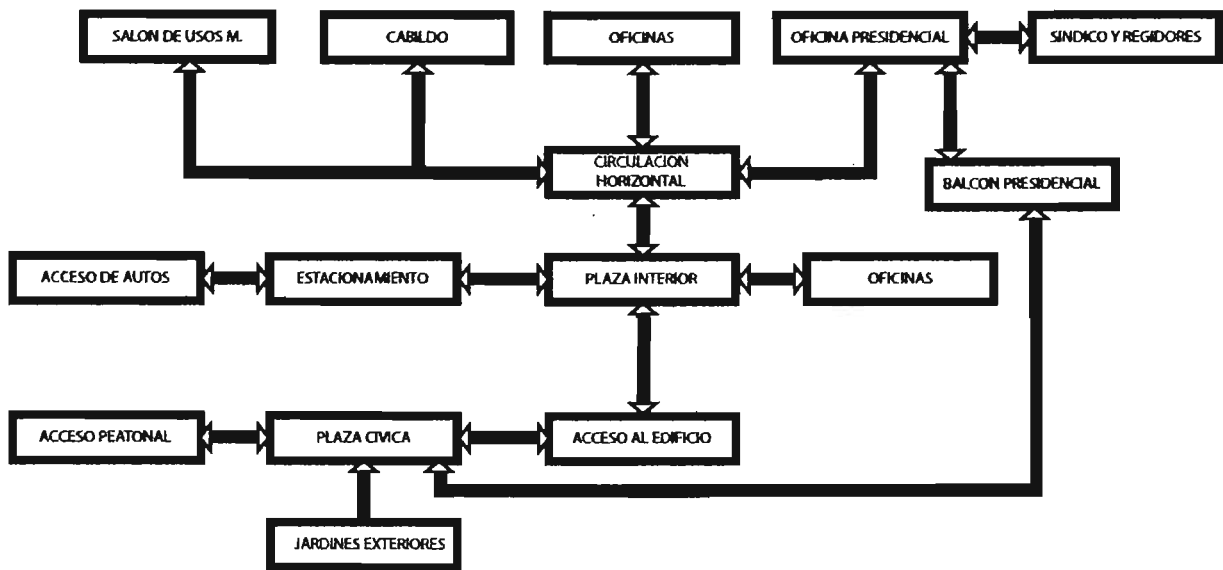 SALON DE USOS M.
CABILDO
OFICINAS
OFICINA PRESIDENCIAL
SINDICO Y REGIDORES
CIRCULACION
HORIZONTAL
BALCON PRESIDENCIAL
ACCESO DE AUTOS
ESTACIONAMIENTO
PLAZA INTERIOR
OFICINAS
ACCESO PEATONAL
PLAZA CIVICA
ACCESO AL EDIFICIO
JARDINES EXTERIORES